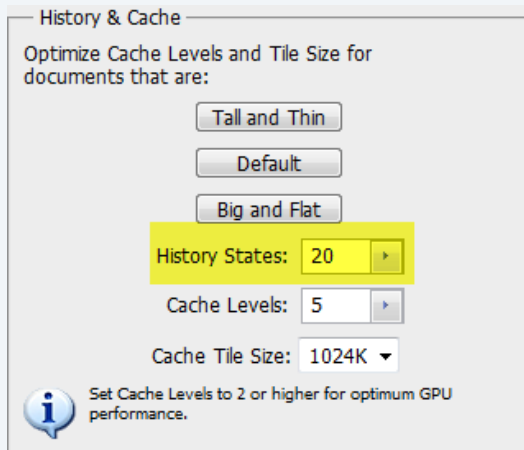 History & Cache
Optimize Cache Levels and Tile Size for
documents that are:
Tall and Thin
Default
Big and Flat
History States: 20
Cache Levels: 5
Cache Tile Size: 1024K
Set Cache Levels to 2 or higher for optimum GPU
performance.